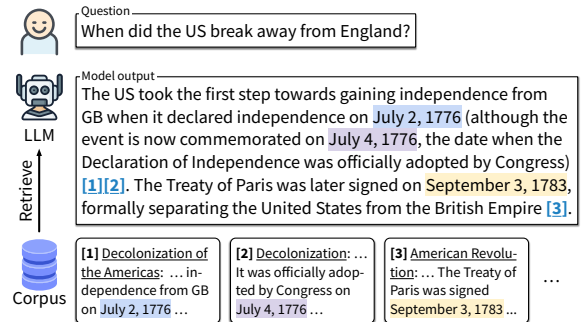 Question
When did the US break away from England?
Model output
The US took the first step towards gaining independence from
GB when it declared independence on July 2, 1776 (although the
event is now commemorated on July 4, 1776, the date when the
Declaration of Independence was officially adopted by Congress)
[1][2]. The Treaty of Paris was later signed on September 3, 1783,
formally separating the United States from the British Empire [3].
LLM
Retrieve
Corpus
[1] Decolonization of
the Americas: … in-
dependence from GB
on July 2, 1776 …
[2] Decolonization: …
It was officially adop-
ted by Congress on
July 4, 1776 …
[3] American Revolu-
tion: … The Treaty of
Paris was signed
September 3, 1783 ...
…